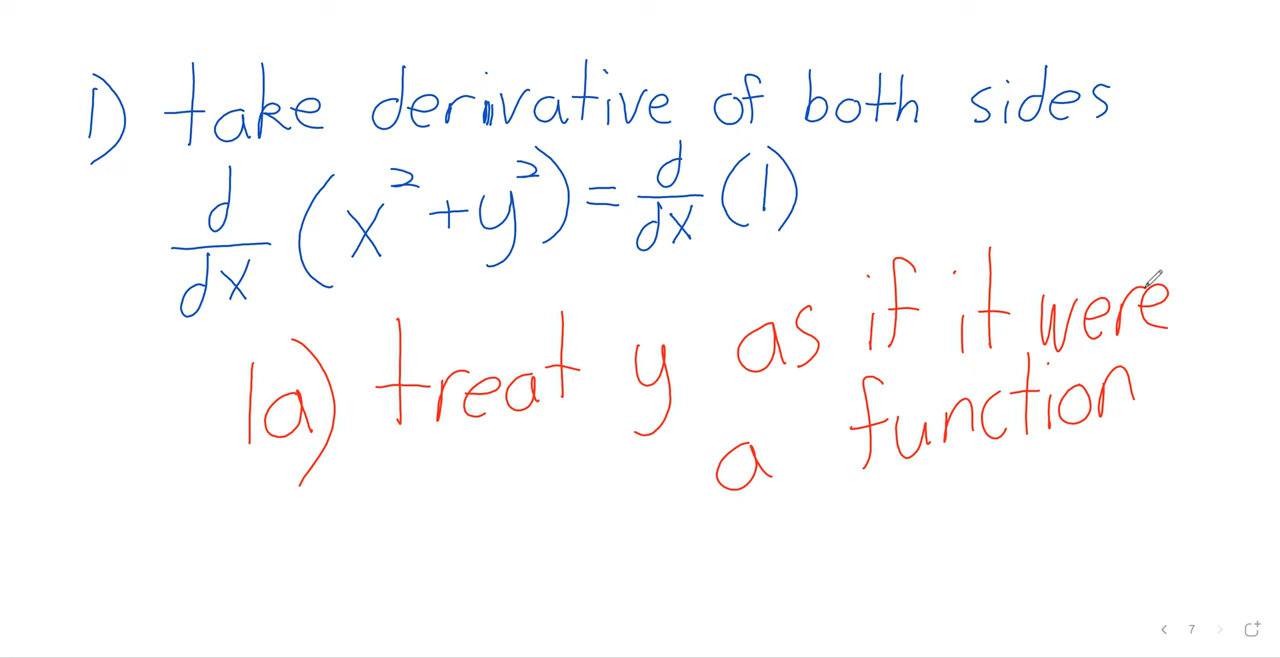 1) take derivative of both sides
d/dx (x² + y²) = d/dx (1)
1a) treat y as if it were
a function
< 7 >